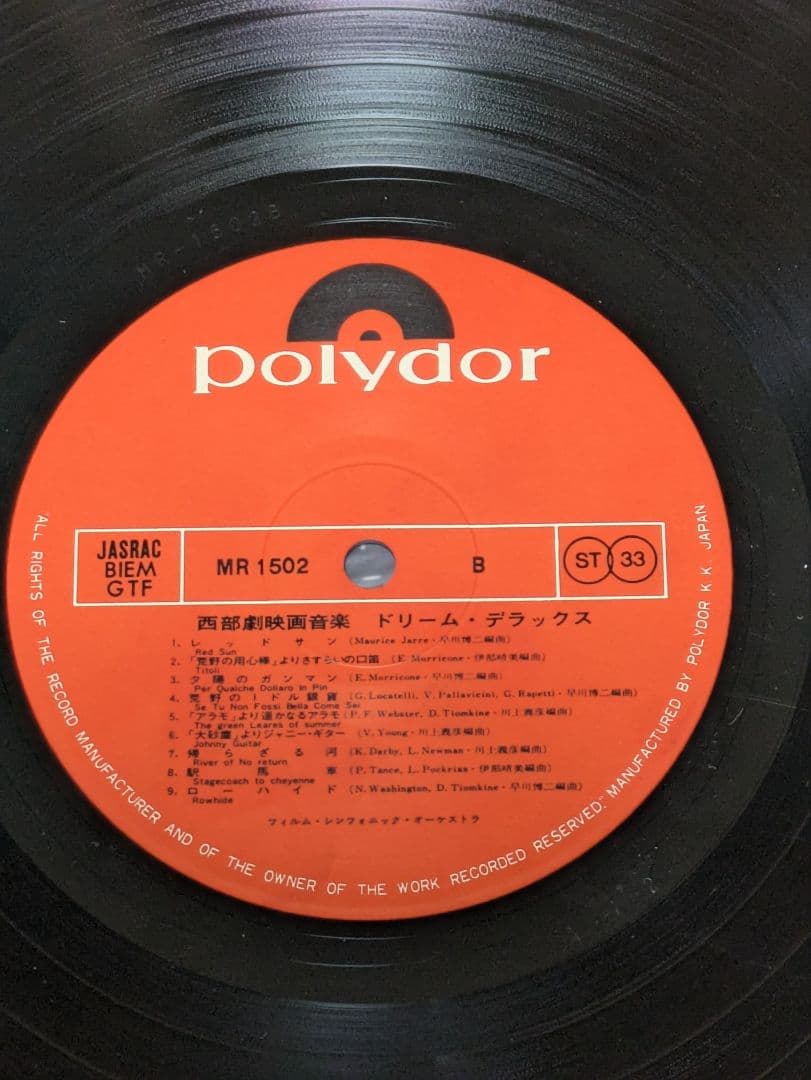 MR-1502B
polydor
JASRAC
BIEM
GTF
MR 1502
B
ST 33
西部劇映画音楽 ドリーム・デラックス
1. レッドサン (Maurice Jarre・早川博二編曲)
Red Sun
2.「荒野の用心棒」よりさすらいの口笛 (E. Morricone・伊部晴美編曲)
Titoli
3. 夕陽のガンマン (E. Morricone・早川博二編曲)
Per Qualche Dollaro In Pin
4. 荒野の1ドル銀貨 (G. Locatelli, V. Pallavicini, G. Rapetti・早川博二編曲)
Se Tu Non Fossi Bella Come Sei
5.「アラモ」より遥かなるアラモ (P. F. Webster, D. Tiomkine・川上義彦編曲)
The green Leares of summer
6.「大砂塵」よりジャニー・ギター (V. Young・川上義彦編曲)
Johnny Guitar
7. 帰らざる河 (K. Darby, L. Newman・川上義彦編曲)
River of No return
8. 駅馬車 (P. Tance, L. Pockriss・伊部晴美編曲)
Stagecoach to cheyenne
9. ローハイド (N. Washington, D. Tiomkine・早川博二編曲)
Rowhide
フィルム・シンフォニック・オーケストラ
ALL RIGHTS OF THE RECORD MANUFACTURER AND OF THE OWNER OF THE WORK RECORDED RESERVED. MANUFACTURED BY POLYDOR K. K. JAPAN